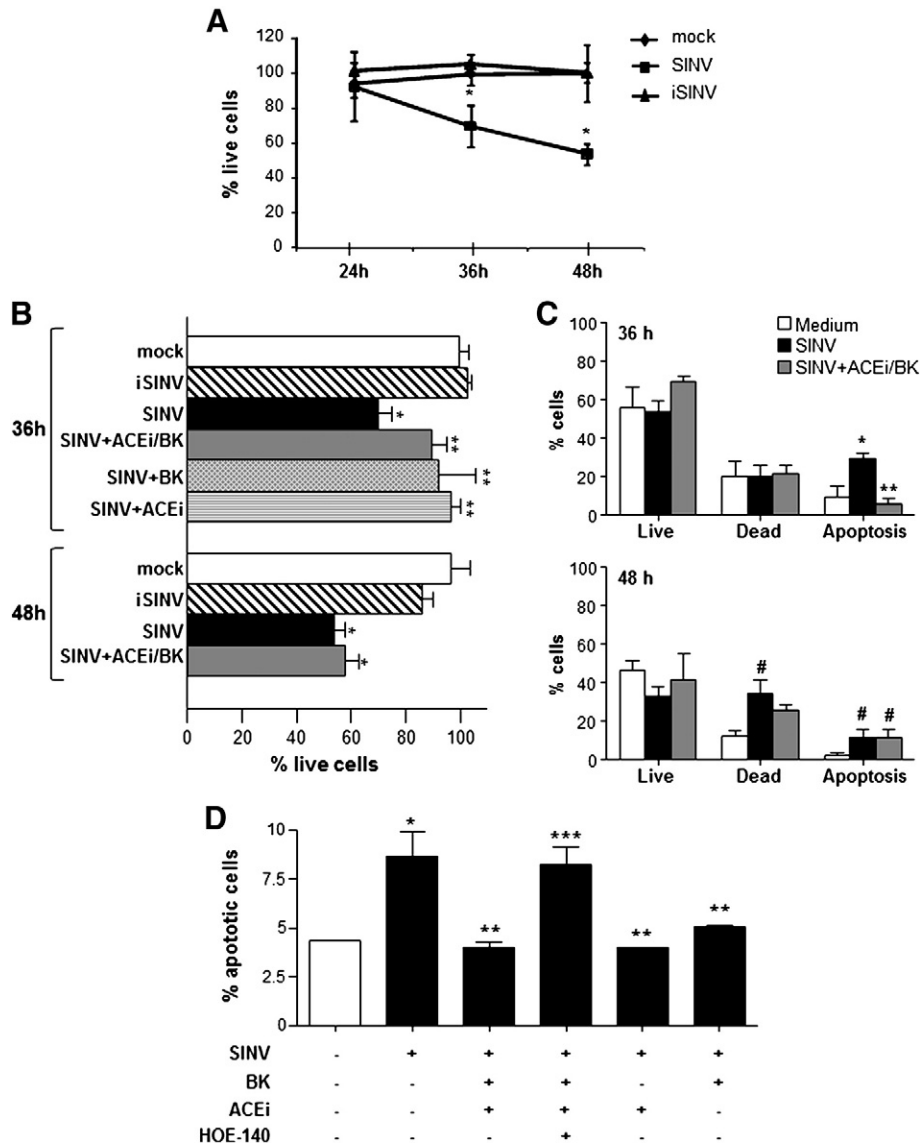 A
120
100
80
60
40
20
0
% live cells
24h
36h
48h
mock
SINV
iSINV
*
*
B
36h
mock
iSINV
SINV
SINV+ACEi/BK
SINV+BK
SINV+ACEi
*
**
**
**
48h
mock
iSINV
SINV
SINV+ACEi/BK
*
*
0 20 40 60 80 100
% live cells
C
Medium
SINV
SINV+ACEi/BK
36 h
100
80
60
40
20
0
% cells
*
**
Live Dead Apoptosis
48 h
100
80
60
40
20
0
% cells
#
# #
Live Dead Apoptosis
D
10
7.5
5
2.5
0
% apototic cells
*
**
***
**
**
SINV - + + + + +
BK - - + + - +
ACEi - - + + + -
HOE-140 - - - + - -